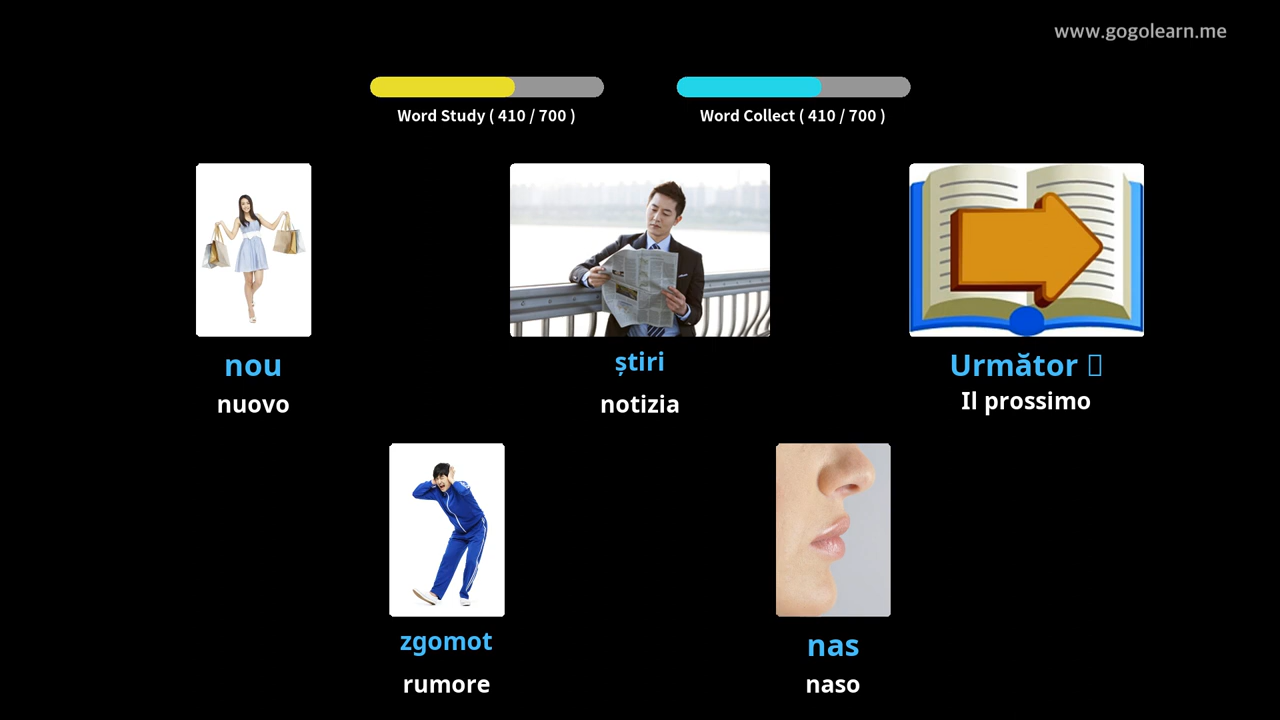 www.gogolearn.me
Word Study ( 410 / 700 )
Word Collect ( 410 / 700 )
nou
nuovo
știri
notizia
Următor
Il prossimo
zgomot
rumore
nas
naso